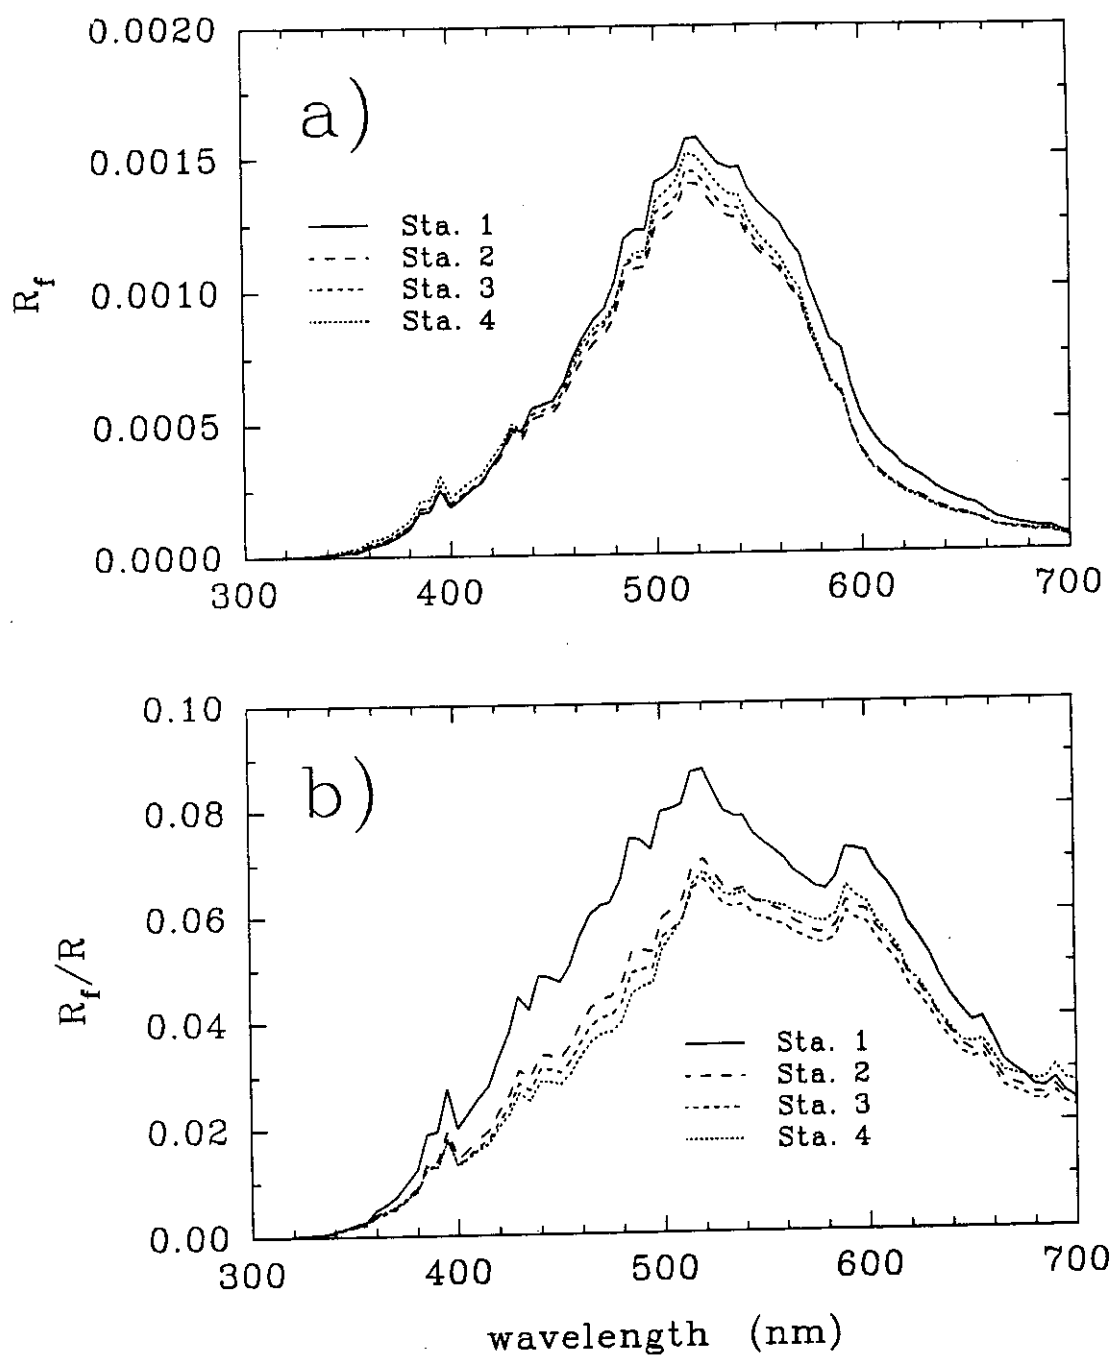 0.0020
a)
0.0015
Sta. 1
Sta. 2
Sta. 3
Sta. 4
R_f
0.0010
0.0005
0.0000
300 400 500 600 700
0.10
b)
0.08
0.06
R_f/R
0.04
Sta. 1
Sta. 2
Sta. 3
Sta. 4
0.02
0.00
300 400 500 600 700
wavelength (nm)